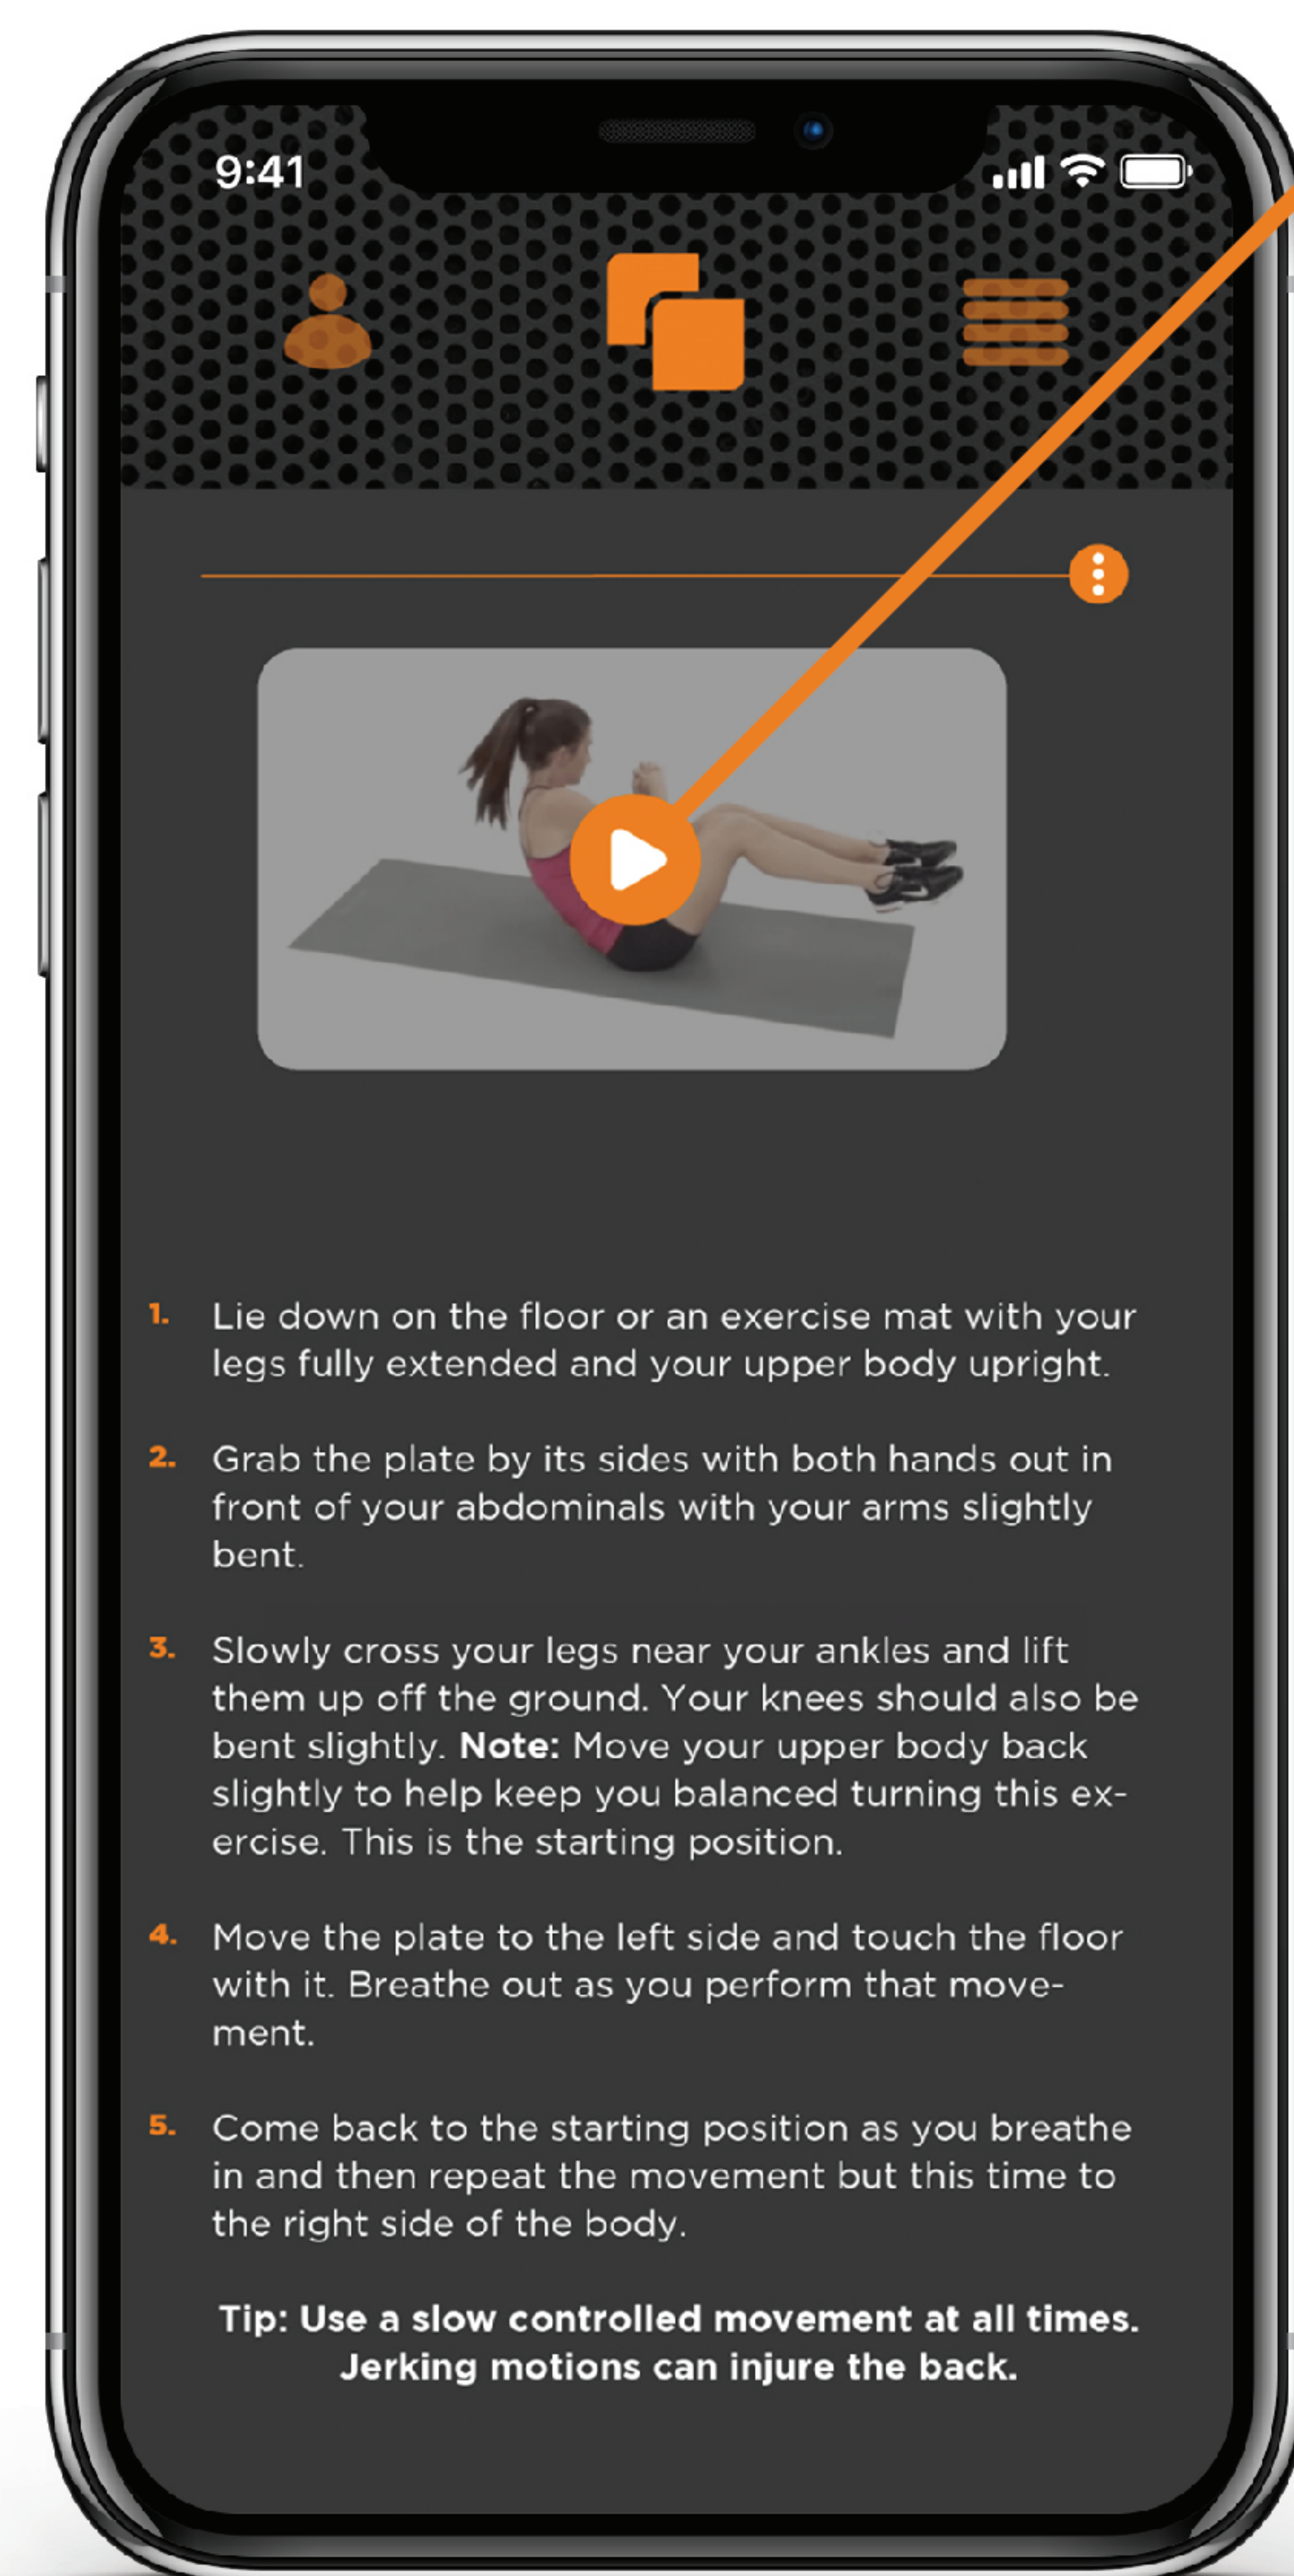 9:41
1. Lie down on the floor or an exercise mat with your
legs fully extended and your upper body upright.
2. Grab the plate by its sides with both hands out in
front of your abdominals with your arms slightly
bent.
3. Slowly cross your legs near your ankles and lift
them up off the ground. Your knees should also be
bent slightly. Note: Move your upper body back
slightly to help keep you balanced turning this ex-
ercise. This is the starting position.
4. Move the plate to the left side and touch the floor
with it. Breathe out as you perform that move-
ment.
5. Come back to the starting position as you breathe
in and then repeat the movement but this time to
the right side of the body.
Tip: Use a slow controlled movement at all times.
Jerking motions can injure the back.